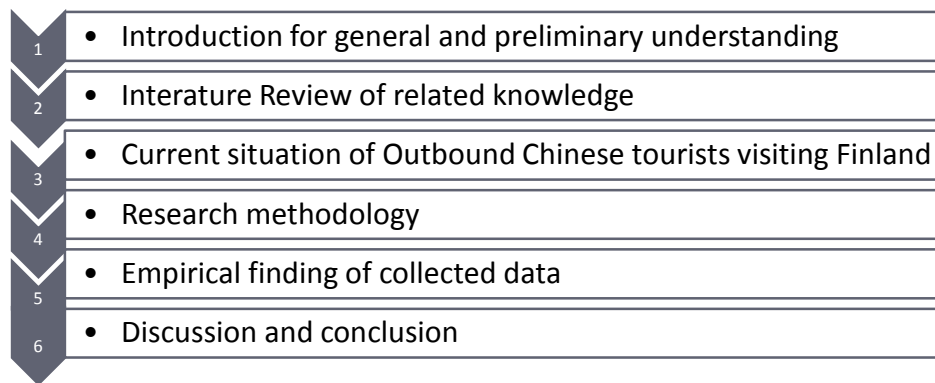 1 • Introduction for general and preliminary understanding
2 • Interature Review of related knowledge
3 • Current situation of Outbound Chinese tourists visiting Finland
4 • Research methodology
5 • Empirical finding of collected data
6 • Discussion and conclusion